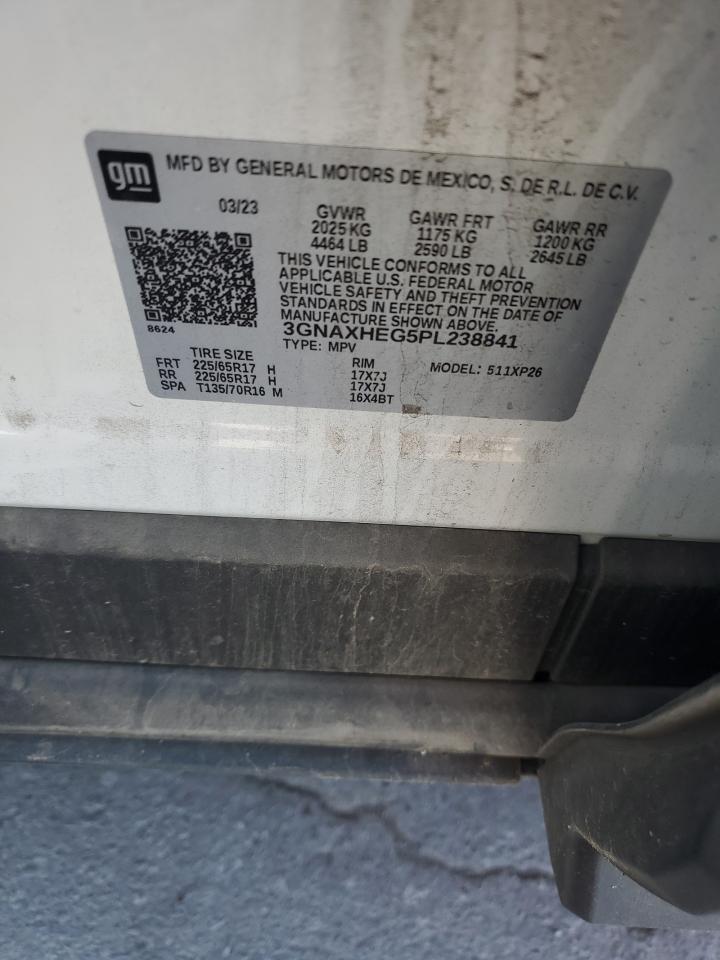 gm
MFD BY GENERAL MOTORS DE MEXICO, S. DE R.L. DE C.V.
03/23 GVWR GAWR FRT GAWR RR
2025 KG 1175 KG 1200 KG
4464 LB 2590 LB 2645 LB
THIS VEHICLE CONFORMS TO ALL
APPLICABLE U.S. FEDERAL MOTOR
VEHICLE SAFETY AND THEFT PREVENTION
STANDARDS IN EFFECT ON THE DATE OF
MANUFACTURE SHOWN ABOVE.
8624 3GNAXHEG5PL238841
TYPE: MPV
TIRE SIZE RIM MODEL: 511XP26
FRT 225/65R17 H 17X7J
RR 225/65R17 H 17X7J
SPA T135/70R16 M 16X4BT